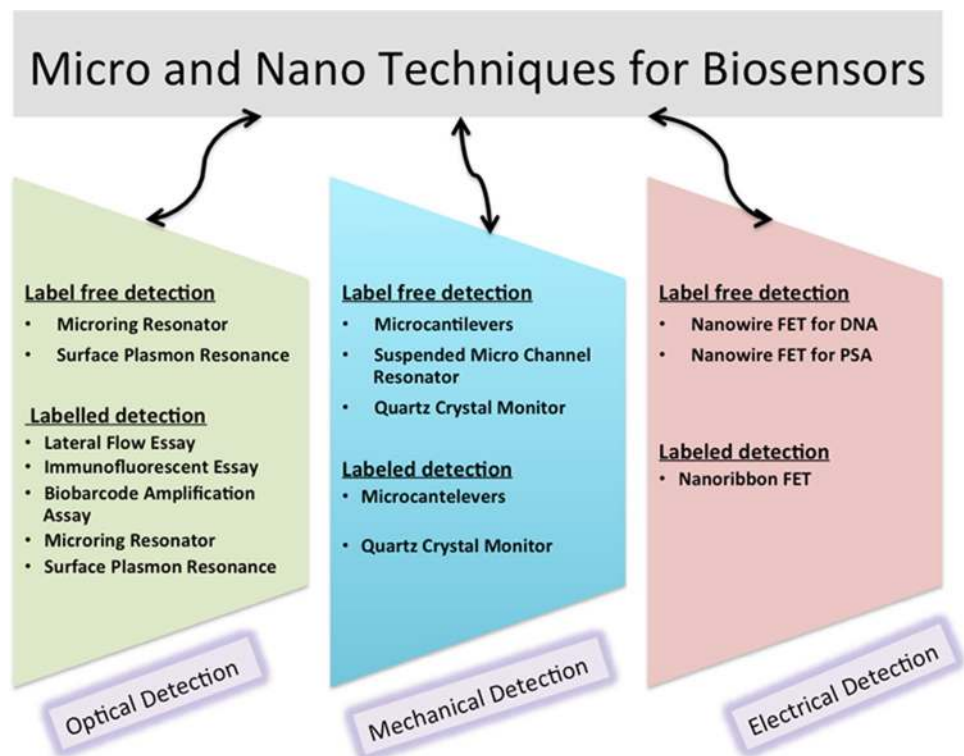 Micro and Nano Techniques for Biosensors
Label free detection
• Microring Resonator
• Surface Plasmon Resonance
Labelled detection
• Lateral Flow Essay
• Immunofluorescent Essay
• Biobarcode Amplification
Assay
• Microring Resonator
• Surface Plasmon Resonance
Optical Detection
Label free detection
• Microcantilevers
• Suspended Micro Channel
Resonator
• Quartz Crystal Monitor
Labeled detection
• Microcantelevers
• Quartz Crystal Monitor
Mechanical Detection
Label free detection
• Nanowire FET for DNA
• Nanowire FET for PSA
Labeled detection
• Nanoribbon FET
Electrical Detection